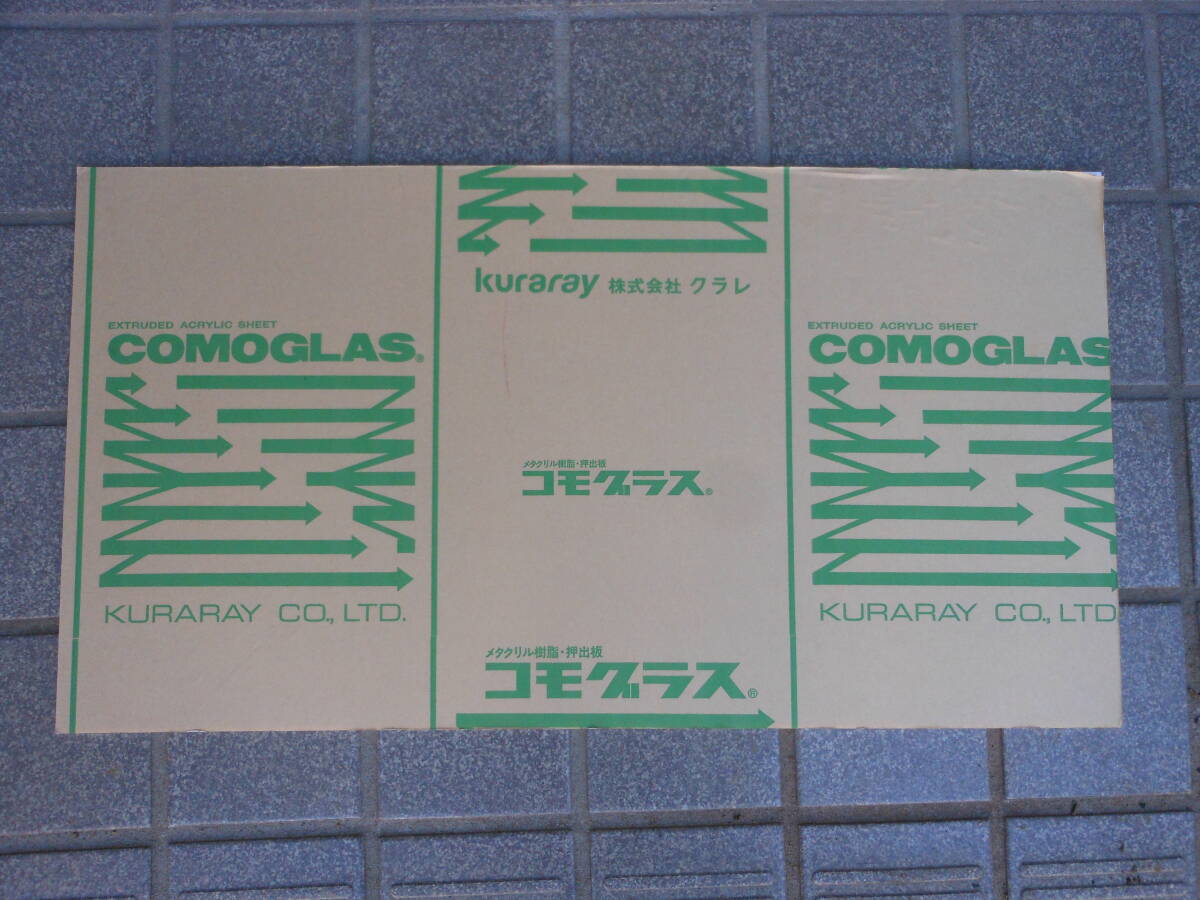 EXTRUDED ACRYLIC SHEET
COMOGLAS®
KURARAY CO., LTD.
kuraray 株式会社 クラレ
メタクリル樹脂・押出板
コモグラス®
メタクリル樹脂・押出板
コモグラス®
EXTRUDED ACRYLIC SHEET
COMOGLAS
KURARAY CO., LTD